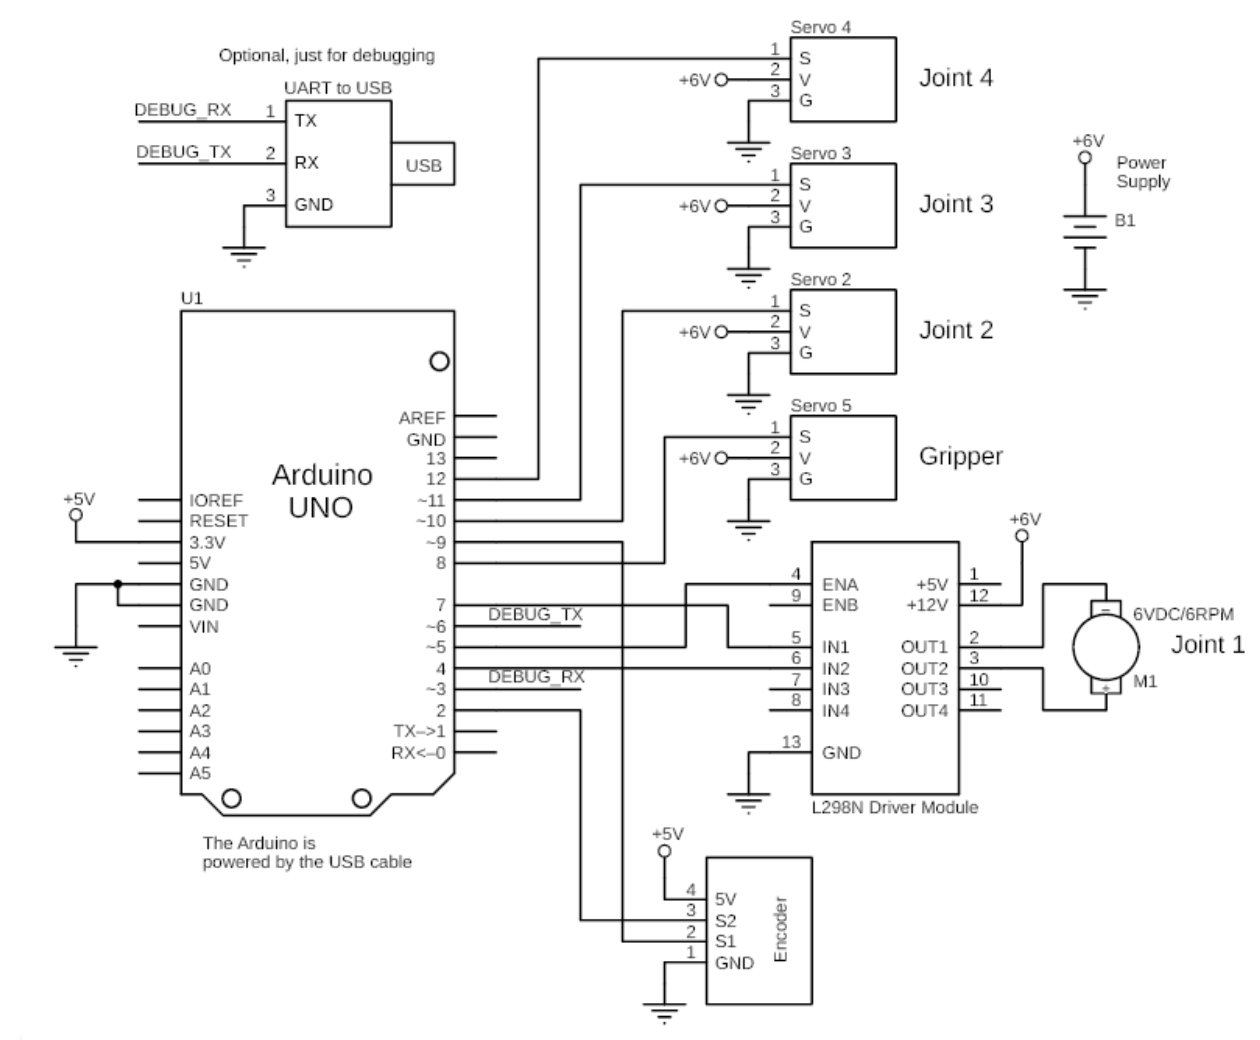 Optional, just for debugging
UART to USB
DEBUG_RX 1 TX
DEBUG_TX 2 RX
USB
3 GND
Servo 4
1 S
+6V 2 V
3 G
Joint 4
Servo 3
1 S
+6V 2 V
3 G
Joint 3
Servo 2
1 S
+6V 2 V
3 G
Joint 2
Servo 5
1 S
+6V 2 V
3 G
Gripper
+6V
Power
Supply
B1
U1
Arduino
UNO
+5V
IOREF
RESET
3.3V
5V
GND
GND
VIN
A0
A1
A2
A3
A4
A5
AREF
GND
13
12
~11
~10
~9
8
7
~6 DEBUG_TX
~5
4
~3 DEBUG_RX
2
TX->1
RX<-0
The Arduino is
powered by the USB cable
+6V
4 ENA
9 ENB
5 IN1
6 IN2
7 IN3
8 IN4
13 GND
+5V 1
+12V 12
OUT1 2
OUT2 3
OUT3 10
OUT4 11
L298N Driver Module
−
6VDC/6RPM
Joint 1
M1
+
+5V
4 5V
3 S2
2 S1
1 GND
Encoder